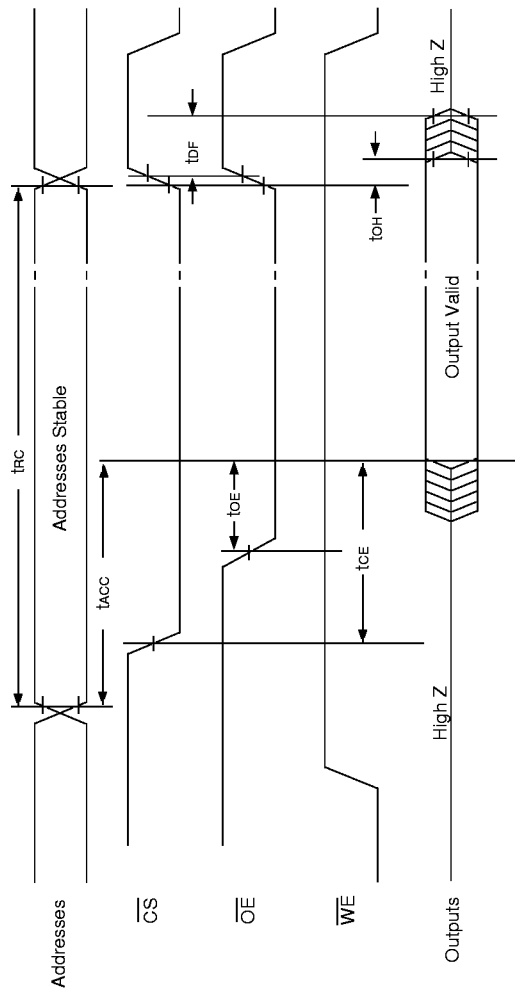 Addresses
Addresses Stable
tRC
tACC
CS
OE
tOE
tCE
tDF
WE
tOH
Outputs
High Z
Output Valid
High Z